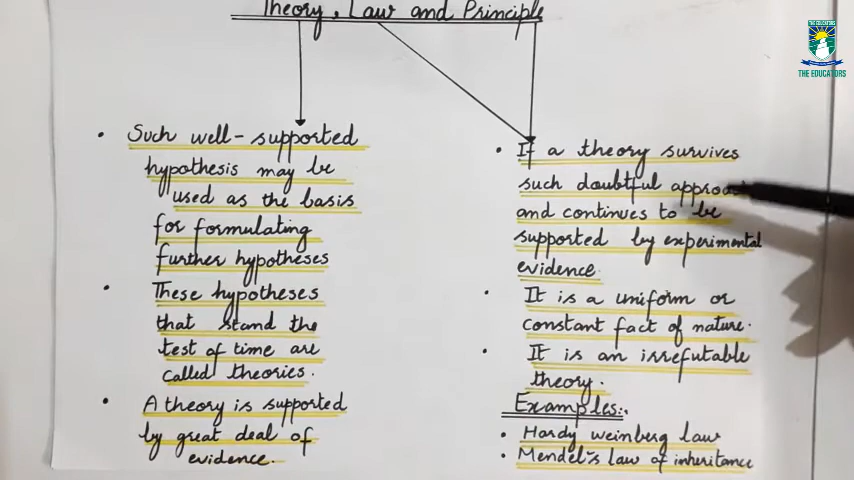 Theory, Law and Principle
• Such well-supported
hypothesis may be
used as the basis
for formulating
further hypotheses
• These hypotheses
that stand the
test of time are
called theories.
• A theory is supported
by great deal of
evidence.
• If a theory survives
such doubtful
and continues to be
supported by experimental
evidence.
• It is a uniform or
constant fact of nature.
• It is an irrefutable
theory.
Examples:
• Hardy weinberg law
• Mendel's law of inheritance
THE EDUCATORS
THE EDUCATORS